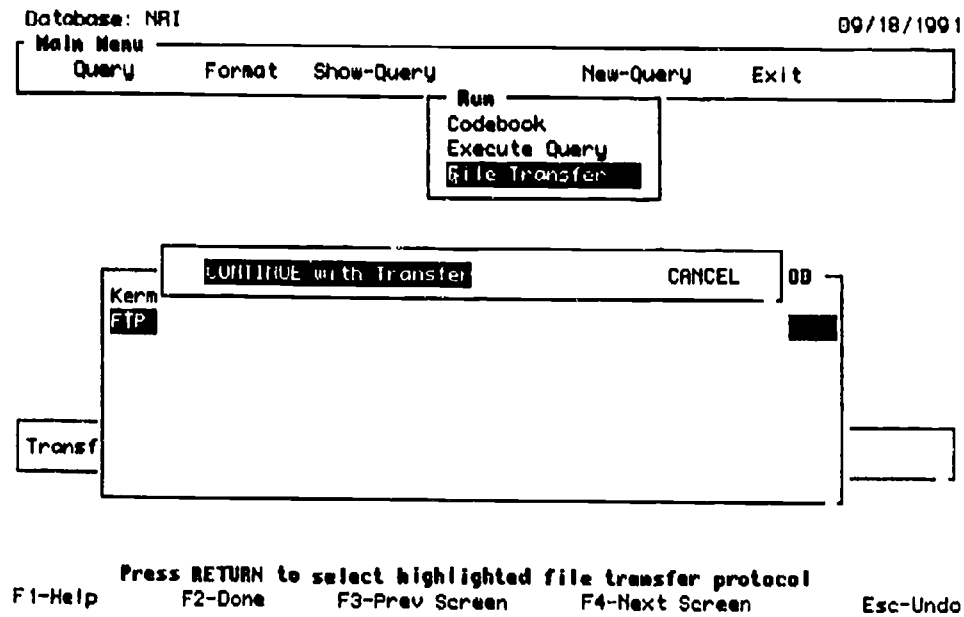 Database: NRI 09/18/1991
Main Menu
Query Format Show-Query New-Query Exit
Run
Codebook
Execute Query
File Transfer
CONTINUE with Transfer CANCEL OD
Kerm
FTP
Transf
Press RETURN to select highlighted file transfer protocol
F1-Help F2-Done F3-Prev Screen F4-Next Screen Esc-Undo